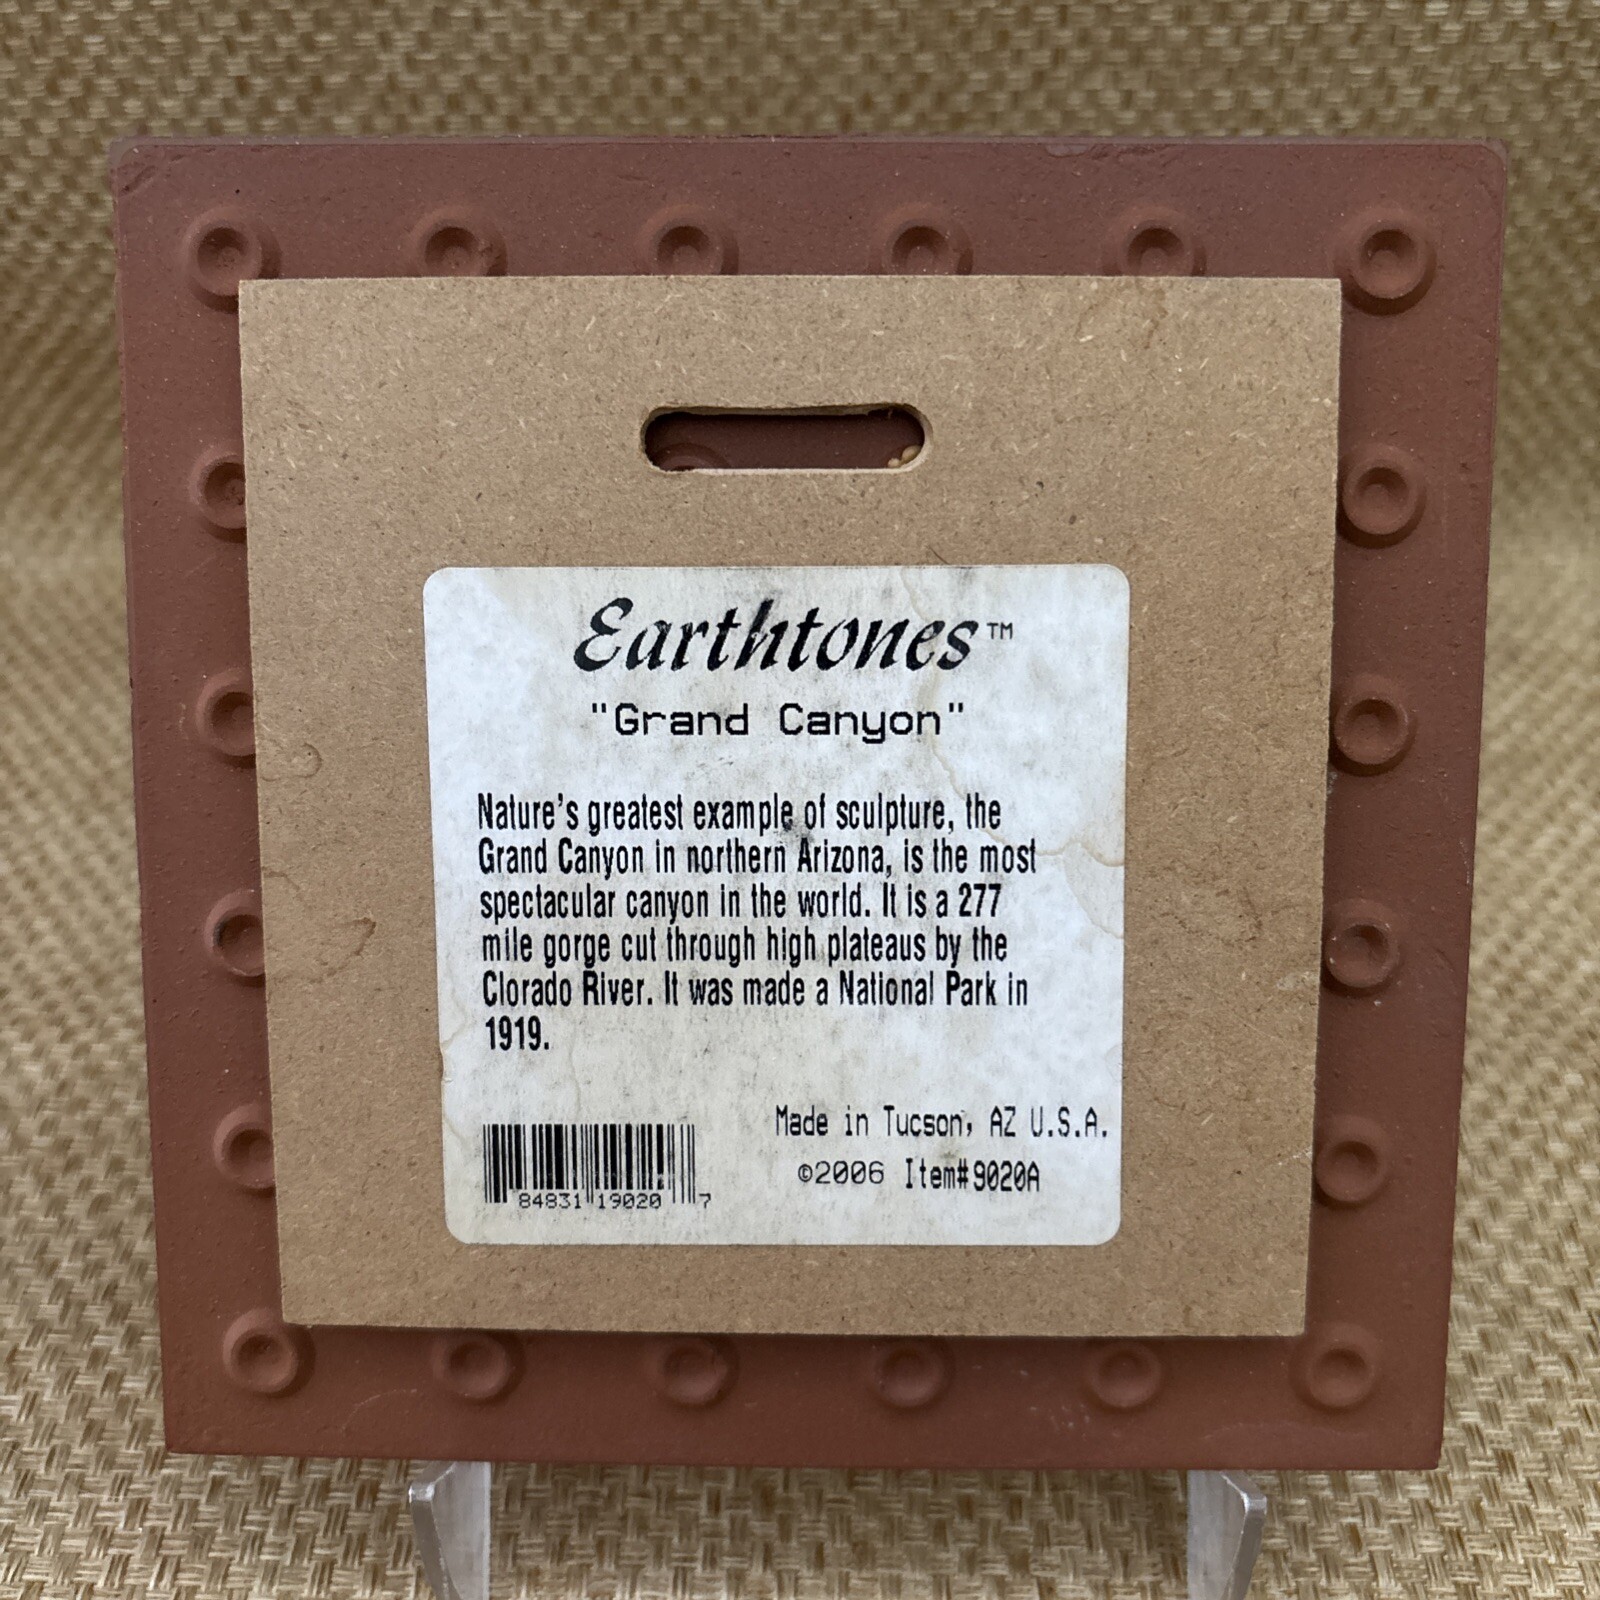 Earthtones™
"Grand Canyon"
Nature's greatest example of sculpture, the
Grand Canyon in northern Arizona, is the most
spectacular canyon in the world. It is a 277
mile gorge cut through high plateaus by the
Clorado River. It was made a National Park in
1919.
Made in Tucson, AZ U.S.A.
©2006 Item#9020A
84831 19020 7